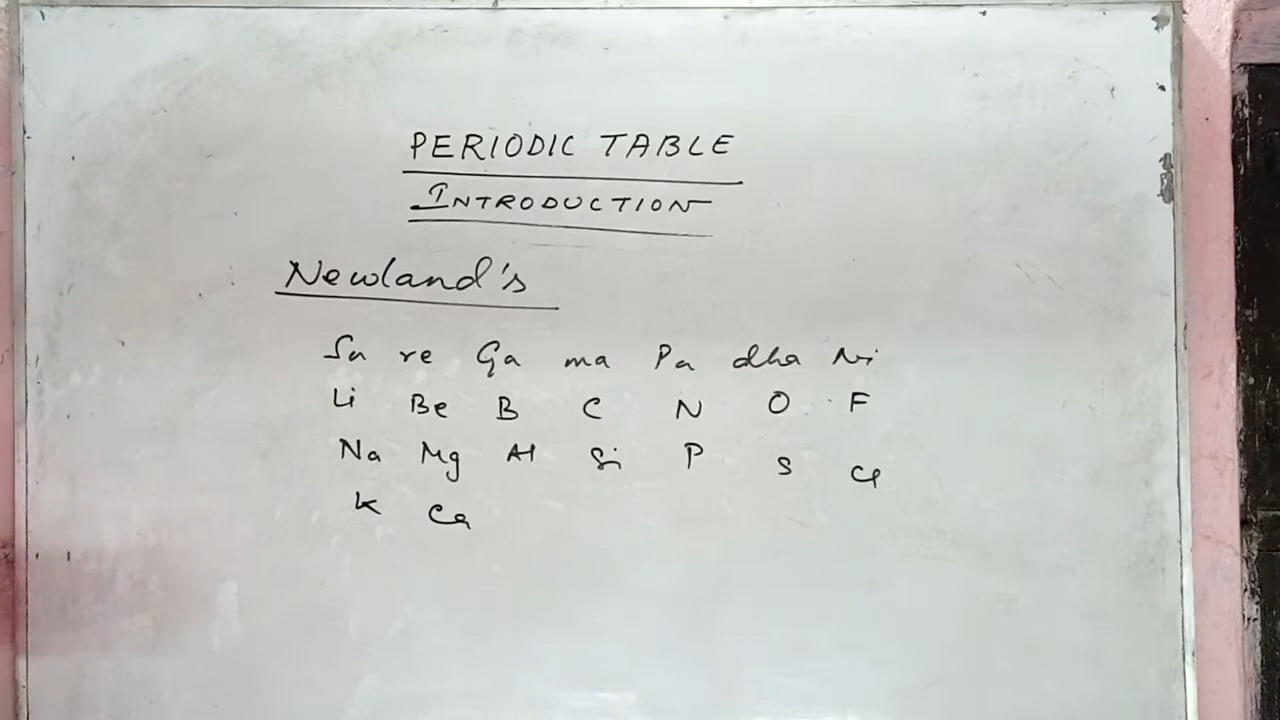 PERIODIC TABLE
INTRODUCTION
Newland's
Sa re Ga ma Pa dha Ni
Li Be B C N O F
Na Mg Al Si P S Cl
K Ca